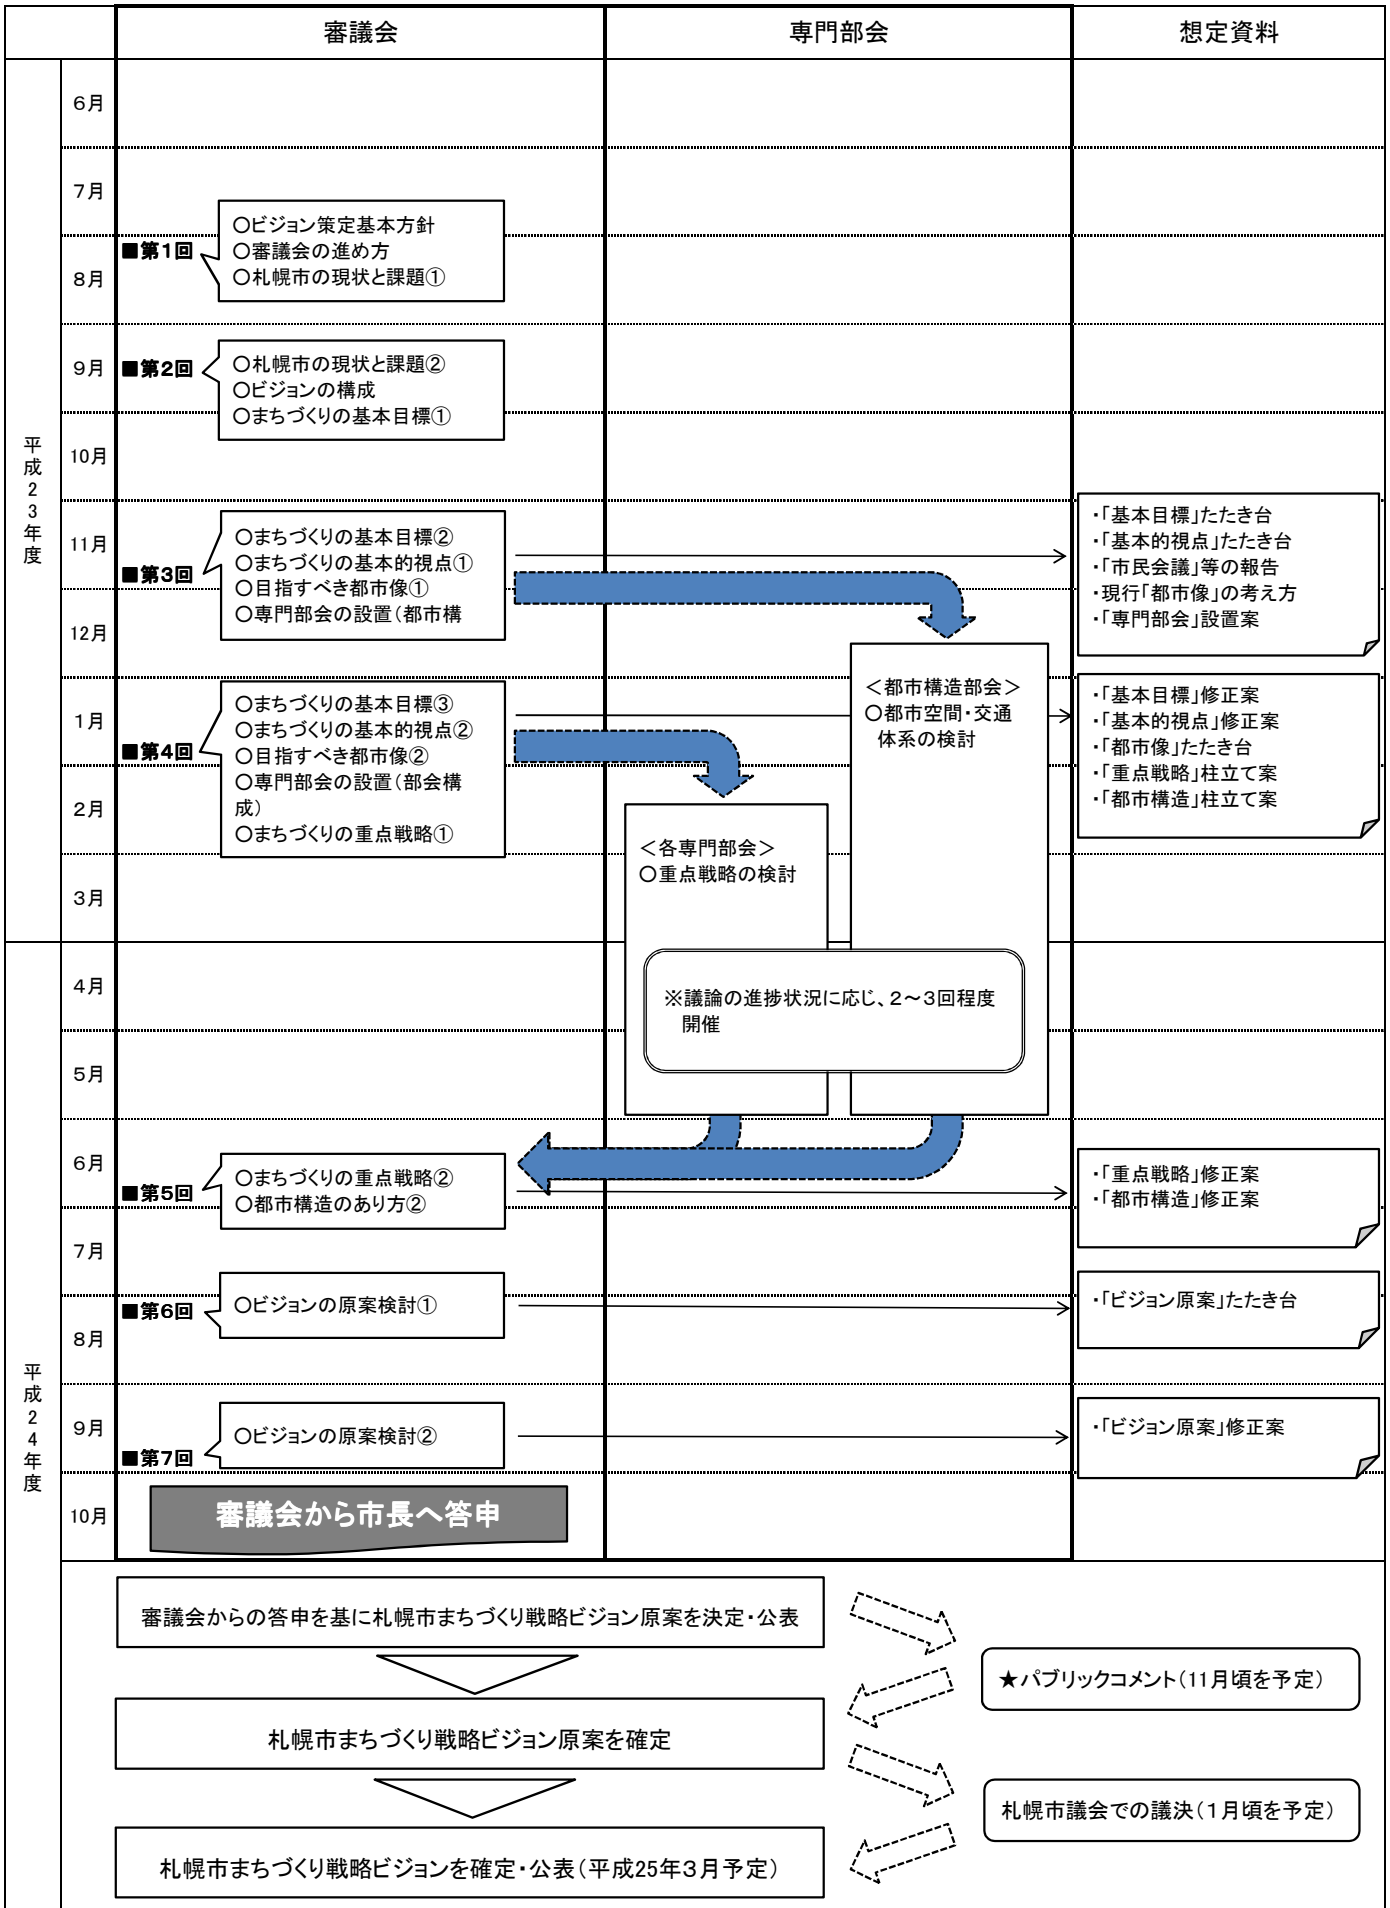 審議会
専門部会
想定資料
平成23年度
6月
7月
■第1回
○ビジョン策定基本方針
○審議会の進め方
○札幌市の現状と課題①
8月
9月
■第2回
○札幌市の現状と課題②
○ビジョンの構成
○まちづくりの基本目標①
10月
11月
■第3回
○まちづくりの基本目標②
○まちづくりの基本的視点①
○目指すべき都市像①
○専門部会の設置(都市構
・「基本目標」たたき台
・「基本的視点」たたき台
・「市民会議」等の報告
・現行「都市像」の考え方
・「専門部会」設置案
12月
1月
■第4回
○まちづくりの基本目標③
○まちづくりの基本的視点②
○目指すべき都市像②
○専門部会の設置(部会構
成)
○まちづくりの重点戦略①
<都市構造部会>
○都市空間・交通
体系の検討
・「基本目標」修正案
・「基本的視点」修正案
・「都市像」たたき台
・「重点戦略」柱立て案
・「都市構造」柱立て案
2月
<各専門部会>
○重点戦略の検討
3月
平成24年度
4月
※議論の進捗状況に応じ、2～3回程度
開催
5月
6月
■第5回
○まちづくりの重点戦略②
○都市構造のあり方②
・「重点戦略」修正案
・「都市構造」修正案
7月
■第6回
○ビジョンの原案検討①
・「ビジョン原案」たたき台
8月
9月
■第7回
○ビジョンの原案検討②
・「ビジョン原案」修正案
10月
審議会から市長へ答申
審議会からの答申を基に札幌市まちづくり戦略ビジョン原案を決定・公表
★パブリックコメント(11月頃を予定)
札幌市まちづくり戦略ビジョン原案を確定
札幌市議会での議決(1月頃を予定)
札幌市まちづくり戦略ビジョンを確定・公表(平成25年3月予定)